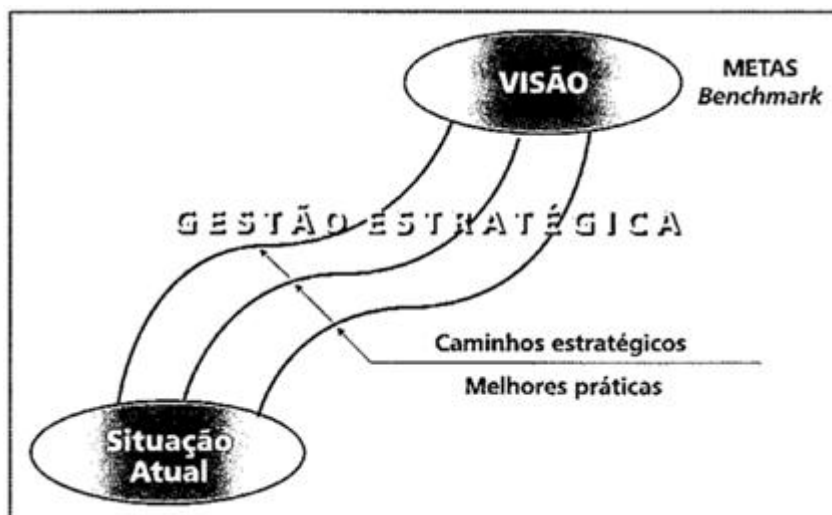 VISÃO
METAS
Benchmark
GESTÃO ESTRATÉGICA
Caminhos estratégicos
Melhores práticas
Situação
Atual